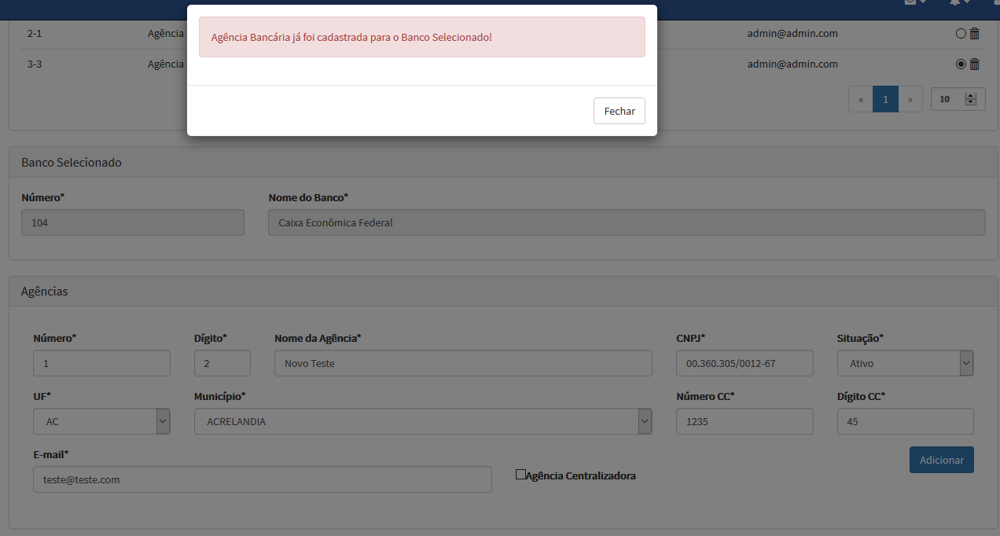 Agência Bancária já foi cadastrada para o Banco Selecionado!
Fechar
2-1 Agência admin@admin.com
3-3 Agência admin@admin.com
« 1 » 10
Banco Selecionado
Número* Nome do Banco*
104 Caixa Econômica Federal
Agências
Número* Dígito* Nome da Agência* CNPJ* Situação*
1 2 Novo Teste 00.360.305/0012-67 Ativo
UF* Município* Número CC* Dígito CC*
AC ACRELANDIA 1235 45
E-mail*
teste@teste.com Agência Centralizadora Adicionar